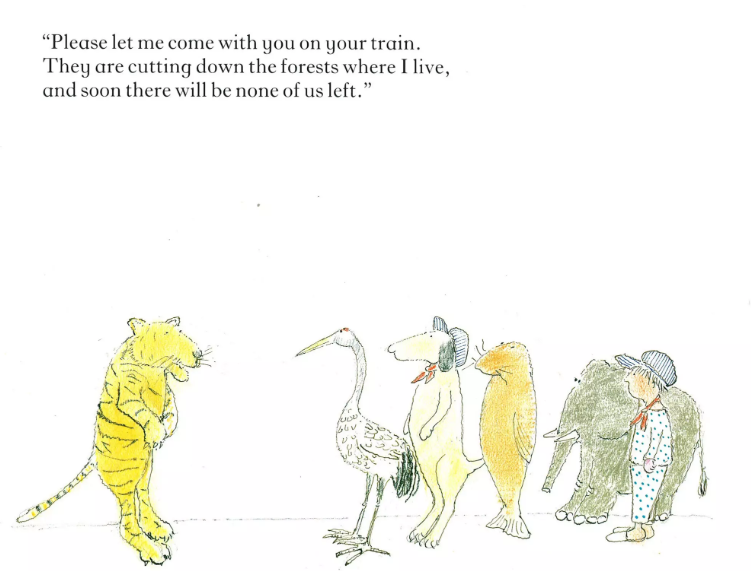 “Please let me come with you on your train.
They are cutting down the forests where I live,
and soon there will be none of us left.”